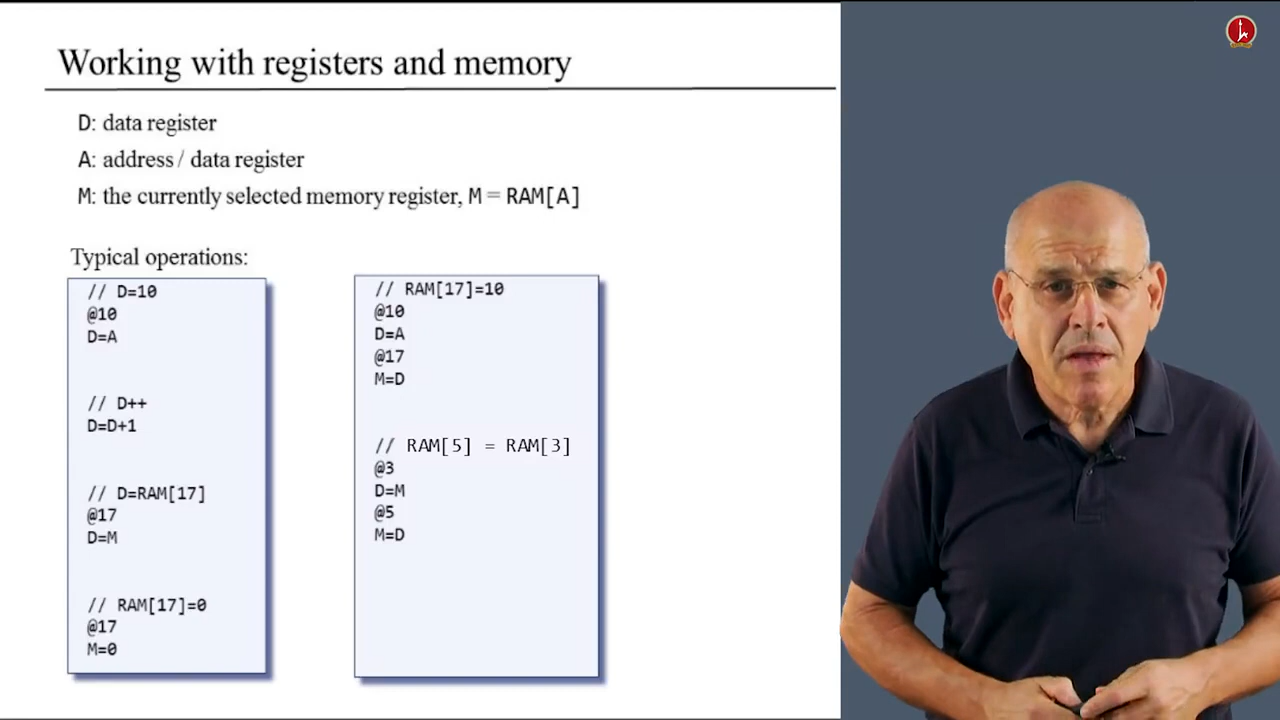 Working with registers and memory
D: data register
A: address / data register
M: the currently selected memory register, M = RAM[A]
Typical operations:
// D=10
@10
D=A
// D++
D=D+1
// D=RAM[17]
@17
D=M
// RAM[17]=0
@17
M=0
// RAM[17]=10
@10
D=A
@17
M=D
// RAM[5] = RAM[3]
@3
D=M
@5
M=D